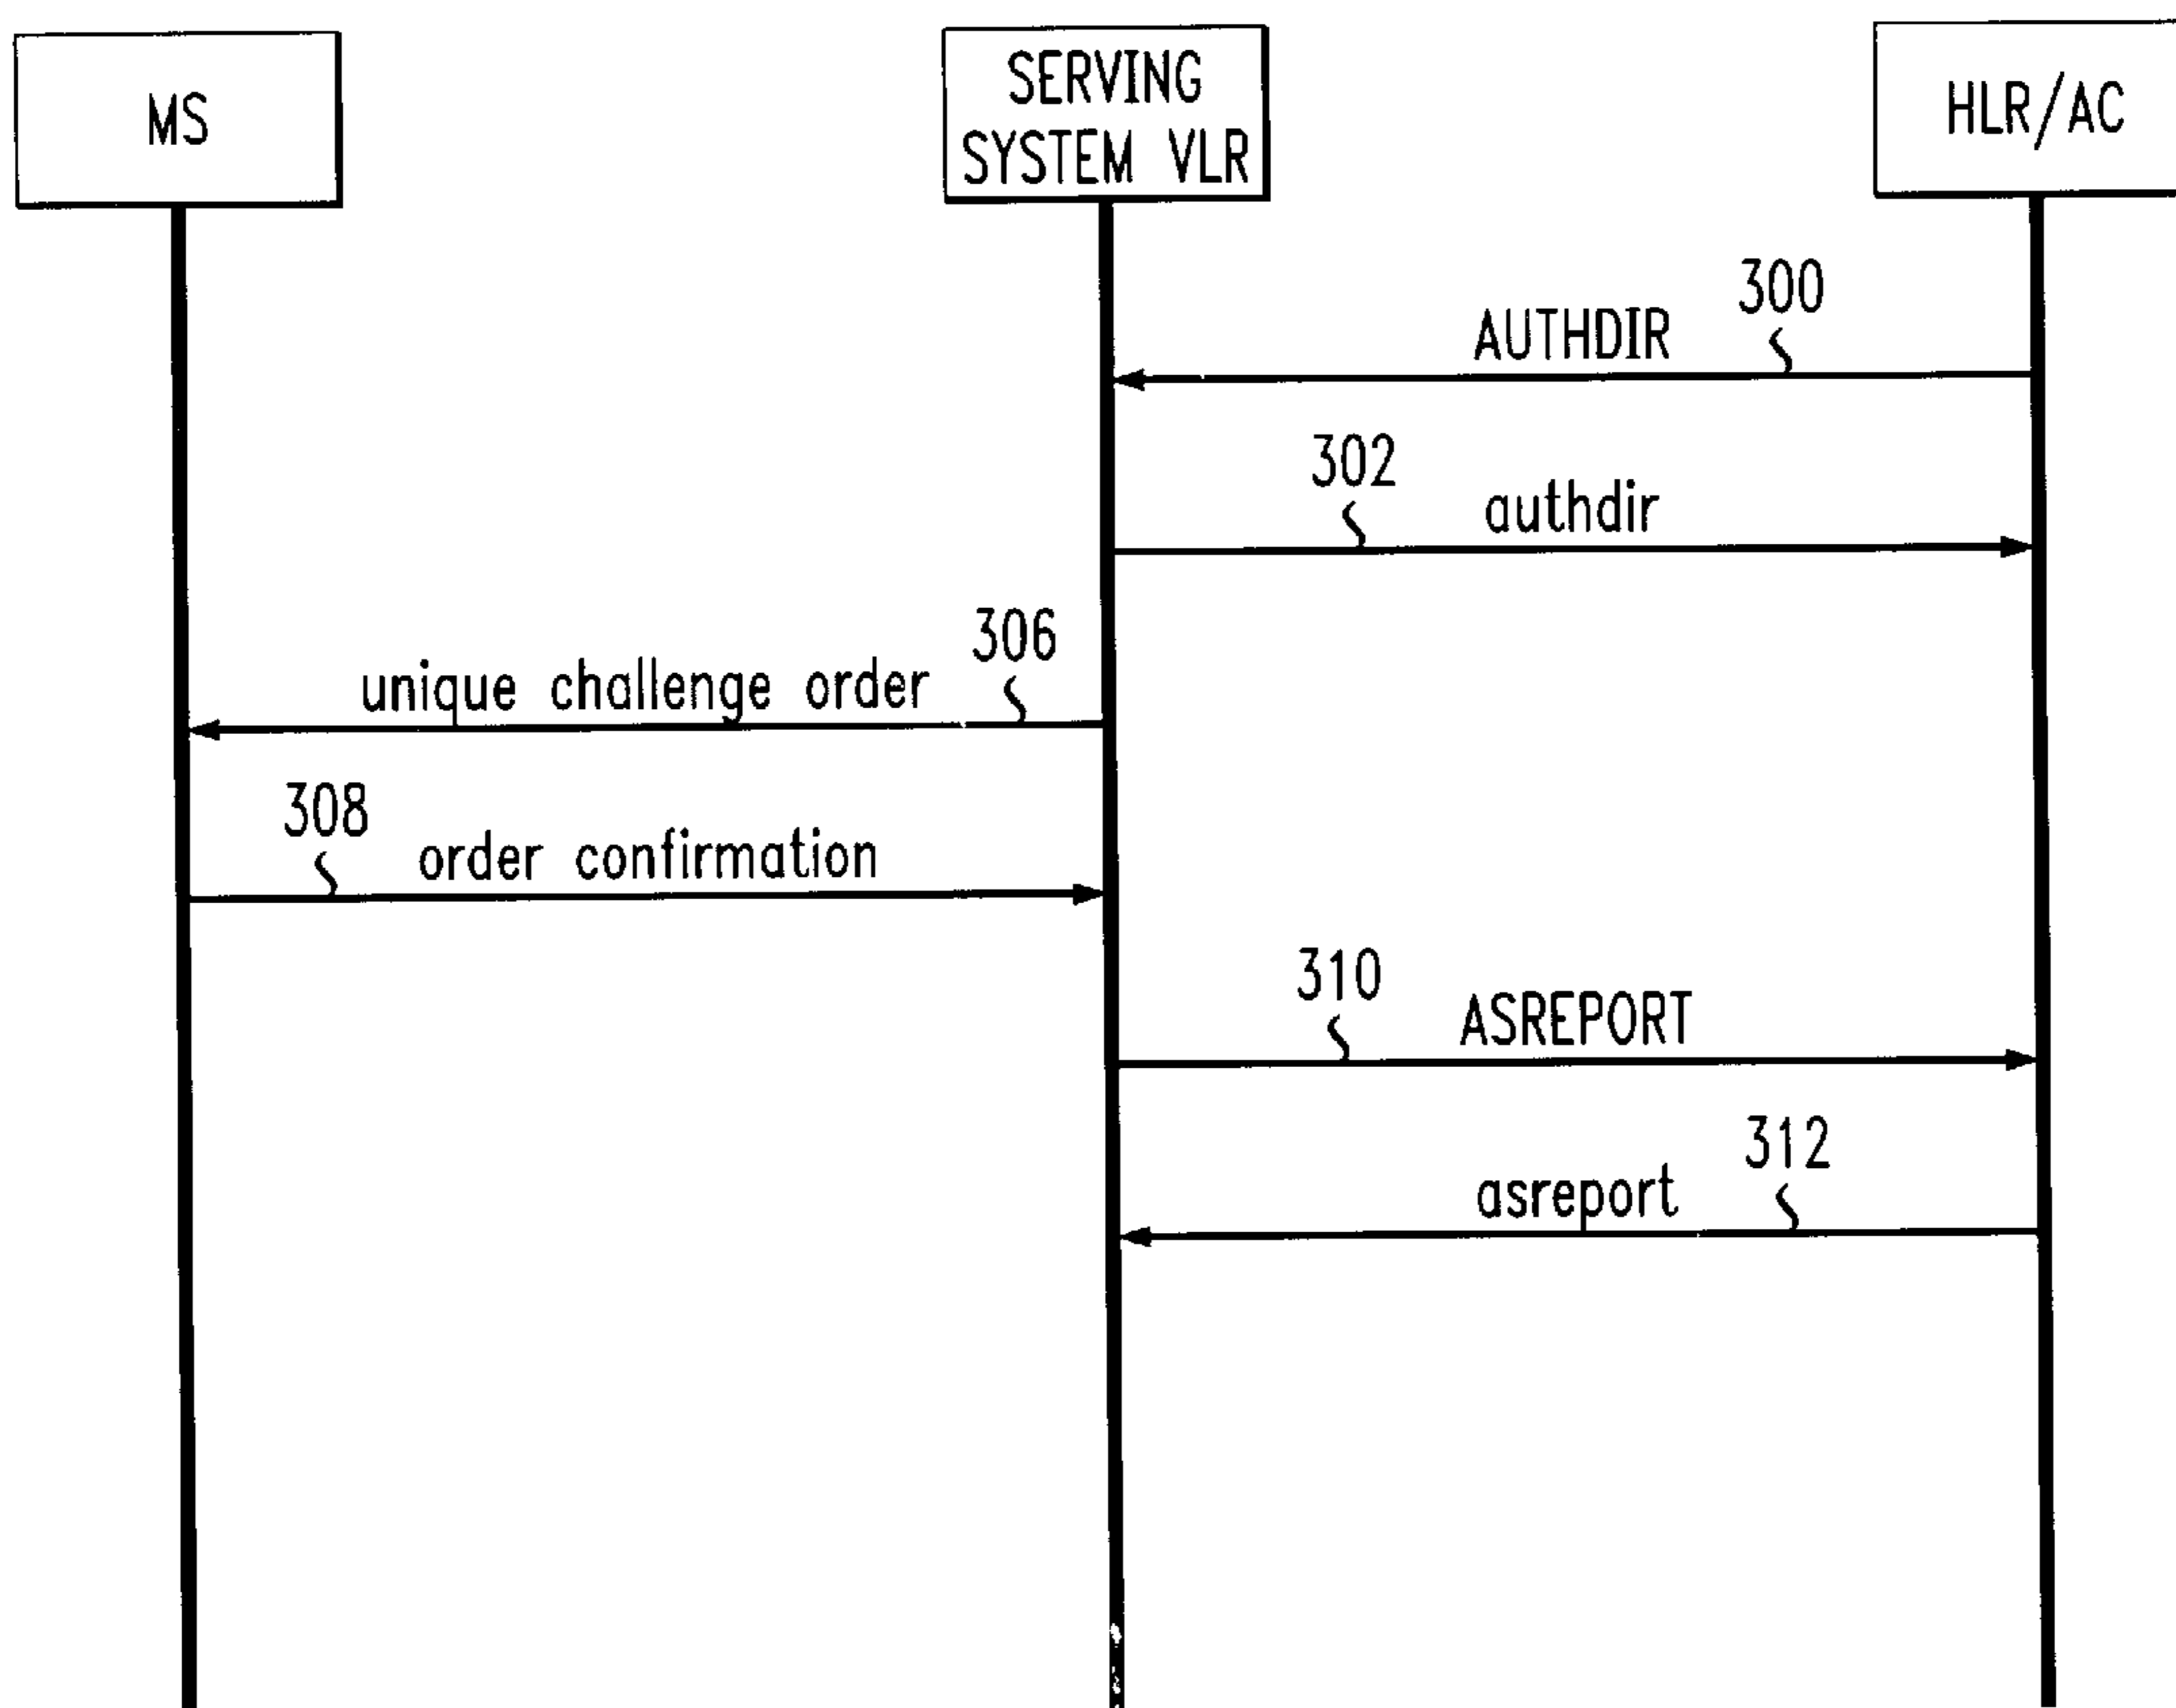 MS
SERVING
SYSTEM VLR
HLR/AC
300
AUTHDIR
302
authdir
306
unique challenge order
308
order confirmation
310
ASREPORT
312
asreport